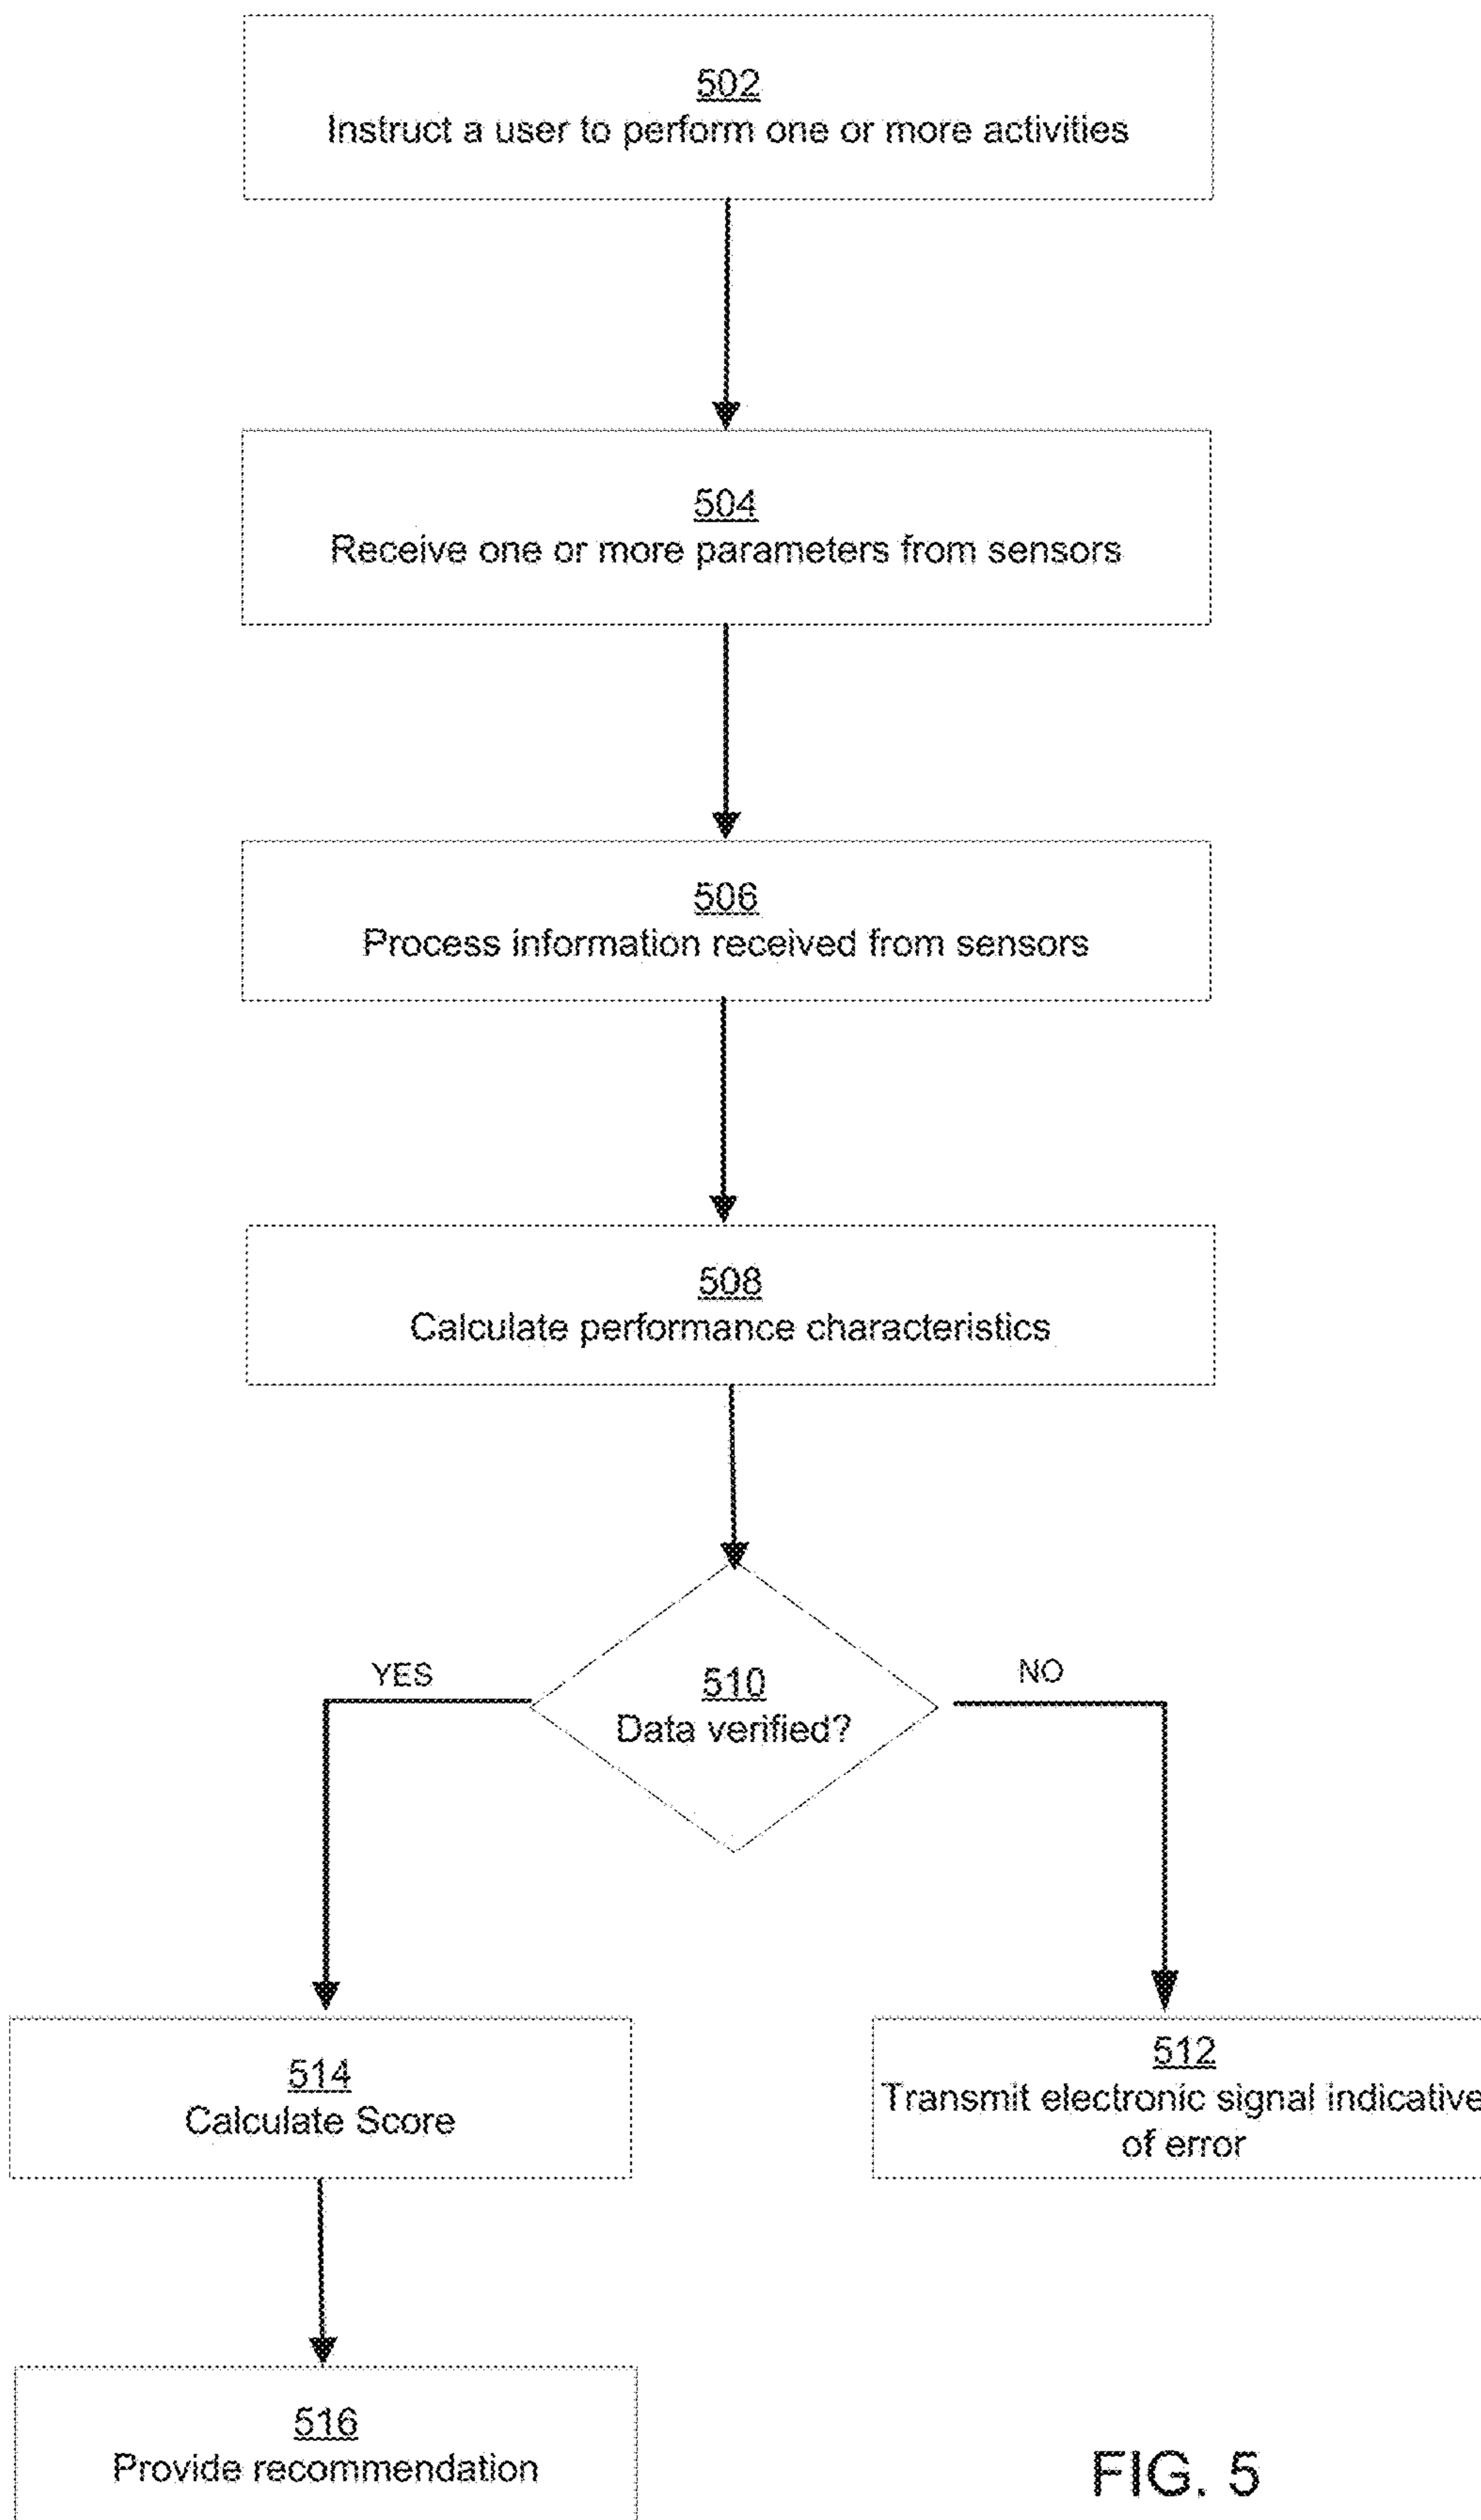 502
Instruct a user to perform one or more activities
504
Receive one or more parameters from sensors
506
Process information received from sensors
508
Calculate performance characteristics
510
Data verified?
YES
NO
514
Calculate Score
512
Transmit electronic signal indicative
of error
516
Provide recommendation
FIG. 5